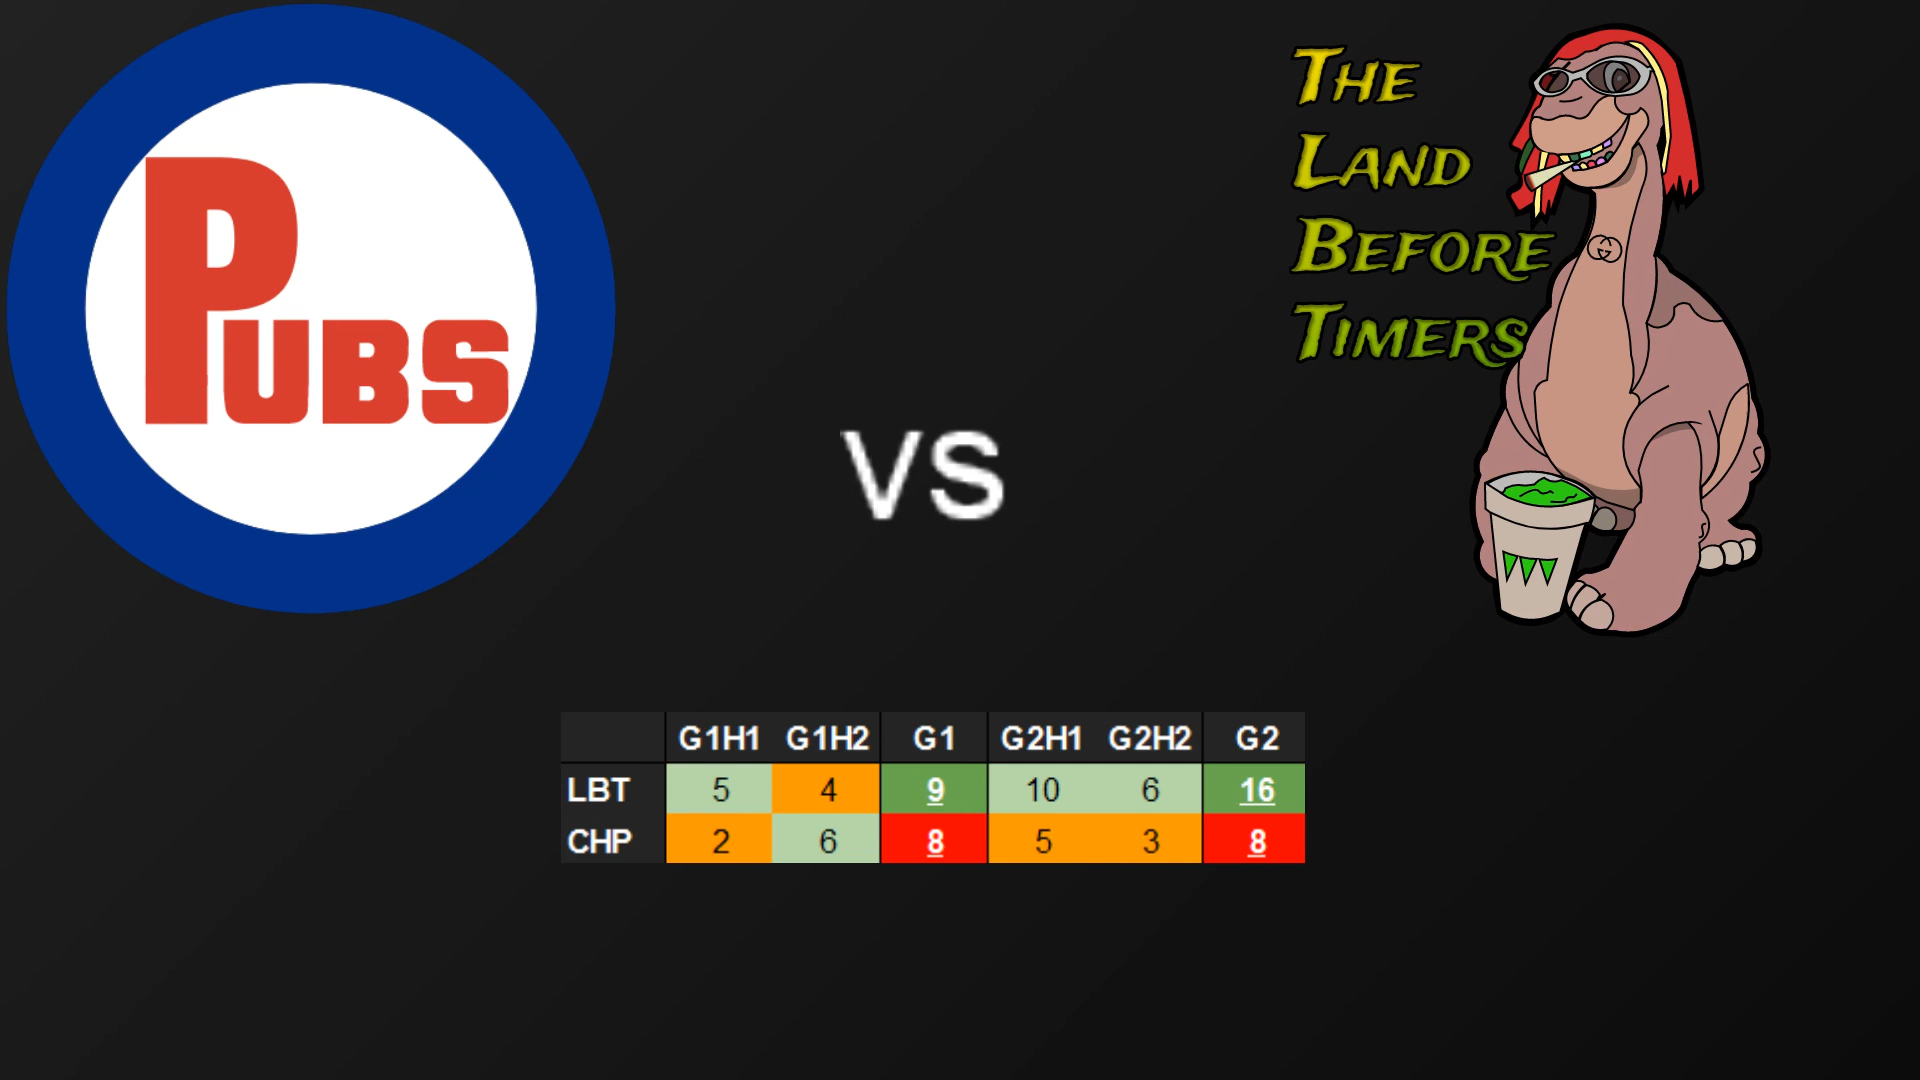 PUBS
THE
LAND
BEFORE
TIMERS
VS
G1H1 G1H2 G1 G2H1 G2H2 G2
LBT 5 4 9 10 6 16
CHP 2 6 8 5 3 8